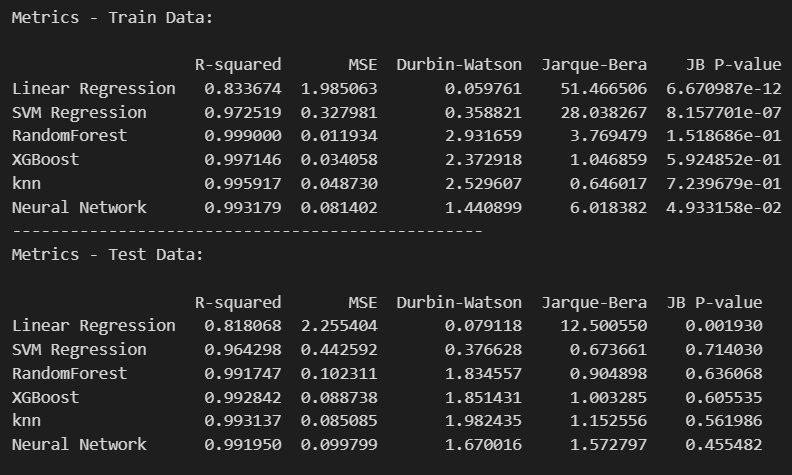 Metrics - Train Data:
R-squared MSE Durbin-Watson Jarque-Bera JB P-value
Linear Regression 0.833674 1.985063 0.059761 51.466506 6.670987e-12
SVM Regression 0.972519 0.327981 0.358821 28.038267 8.157701e-07
RandomForest 0.999000 0.011934 2.931659 3.769479 1.518686e-01
XGBoost 0.997146 0.034058 2.372918 1.046859 5.924852e-01
knn 0.995917 0.048730 2.529607 0.646017 7.239679e-01
Neural Network 0.993179 0.081402 1.440899 6.018382 4.933158e-02
-------------------------------------------------
Metrics - Test Data:
R-squared MSE Durbin-Watson Jarque-Bera JB P-value
Linear Regression 0.818068 2.255404 0.079118 12.500550 0.001930
SVM Regression 0.964298 0.442592 0.376628 0.673661 0.714030
RandomForest 0.991747 0.102311 1.834557 0.904898 0.636068
XGBoost 0.992842 0.088738 1.851431 1.003285 0.605535
knn 0.993137 0.085085 1.982435 1.152556 0.561986
Neural Network 0.991950 0.099799 1.670016 1.572797 0.455482